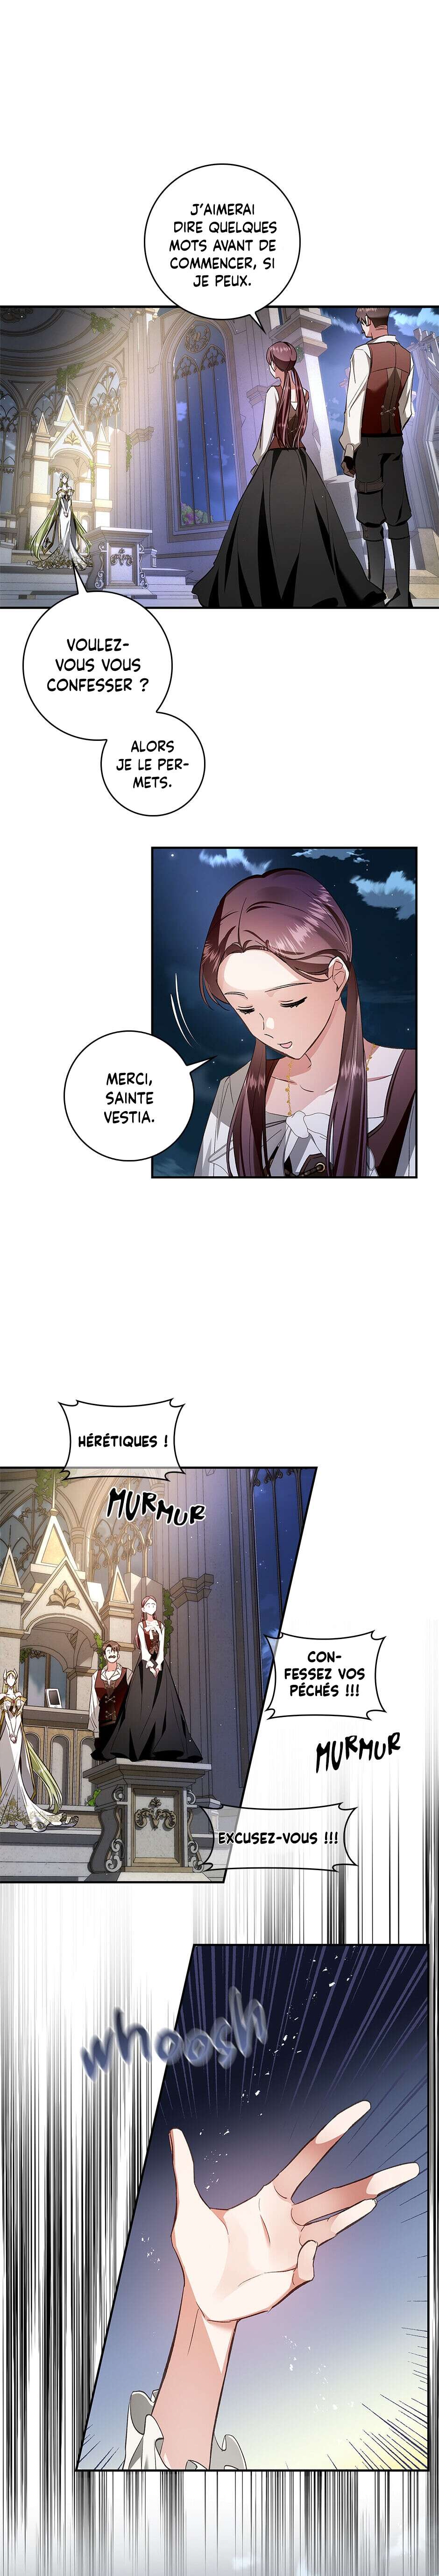 J'AIMERAI
DIRE QUELQUES
MOTS AVANT DE
COMMENCER, SI
JE PEUX.
VOULEZ-
VOUS VOUS
CONFESSER ?
ALORS
JE LE PER-
METS.
MERCI,
SAINTE
VESTIA.
HÉRÉTIQUES !
MURMUR
CON-
FESSEZ VOS
PÉCHÉS !!!
MURMUR
EXCUSEZ-VOUS !!!
whoosh